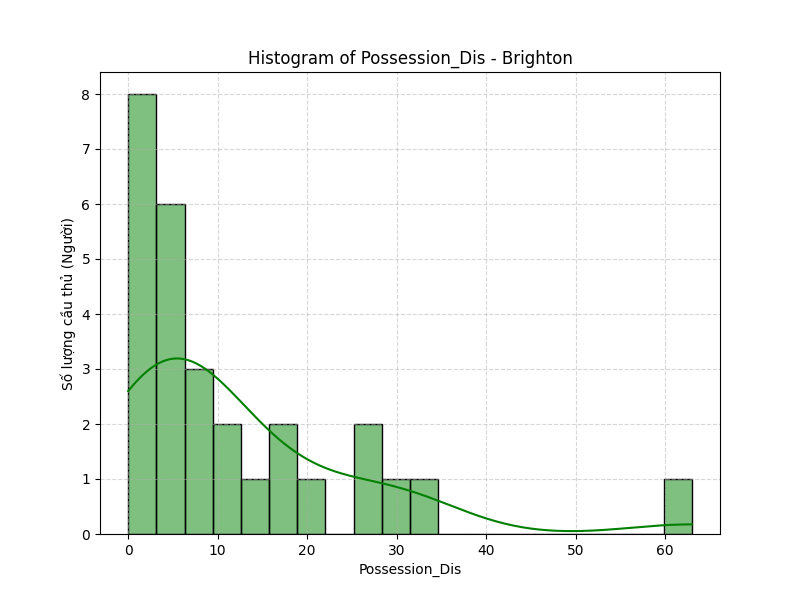 Histogram of Possession_Dis - Brighton
Số lượng cầu thủ (Người)
8
7
6
5
4
3
2
1
0
0 10 20 30 40 50 60
Possession_Dis